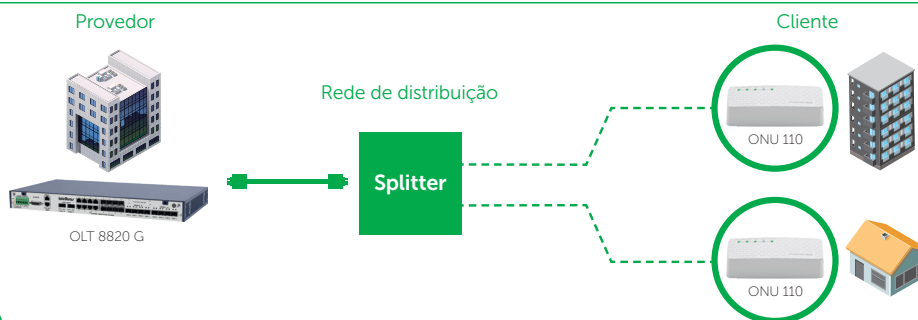 Provedor
Cliente
Rede de distribuição
ONU 110
Splitter
OLT 8820 G
ONU 110